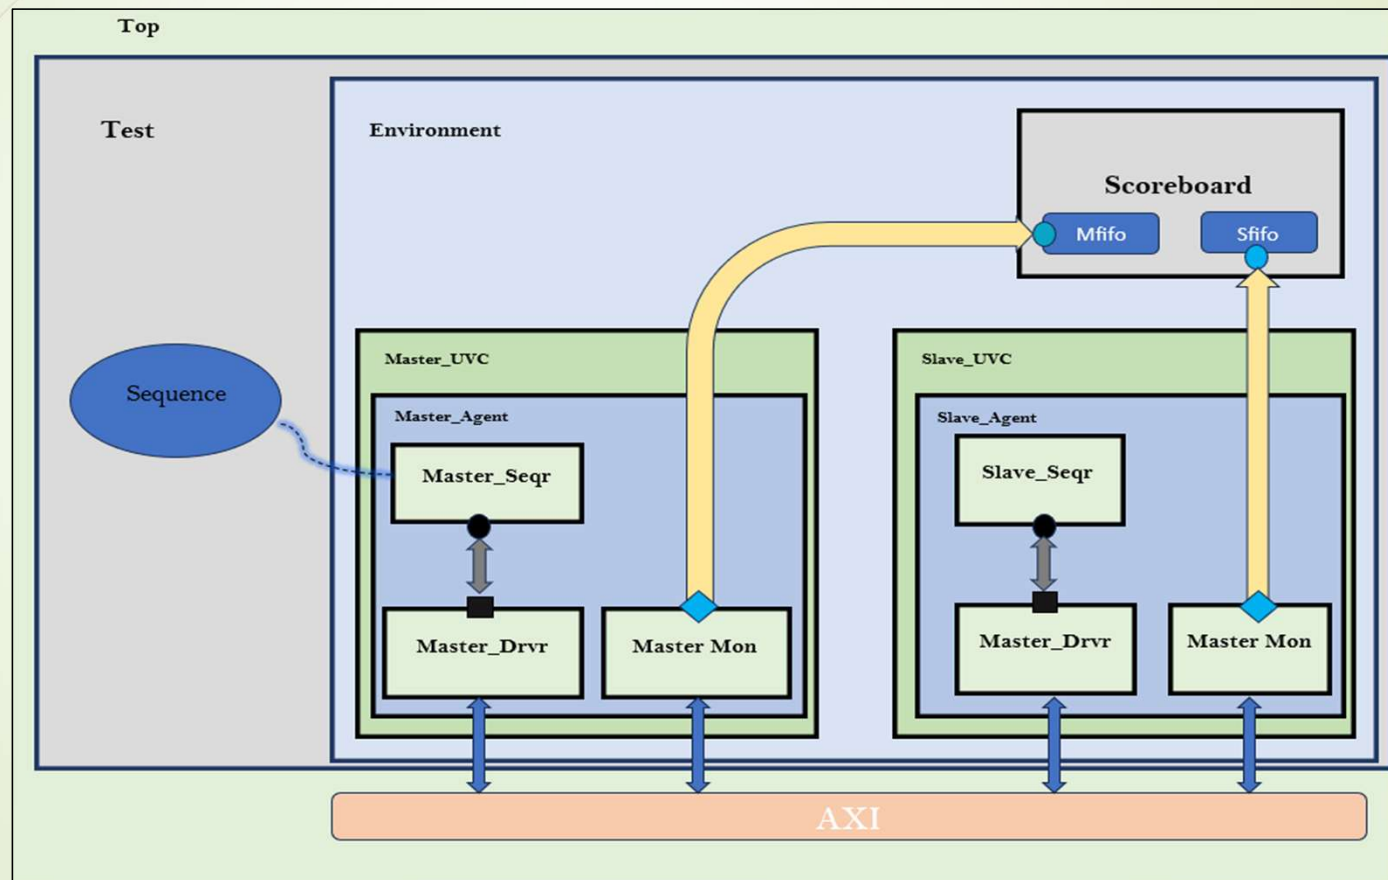 Top
Test
Environment
Scoreboard
Mfifo
Sfifo
Sequence
Master_UVC
Master_Agent
Master_Seqr
Master_Drvr
Master Mon
Slave_UVC
Slave_Agent
Slave_Seqr
Master_Drvr
Master Mon
AXI